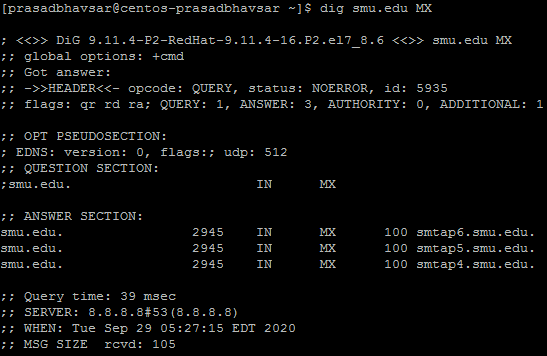 [prasadbhavsar@centos-prasadbhavsar ~]$ dig smu.edu MX
; <<>> DiG 9.11.4-P2-RedHat-9.11.4-16.P2.el7_8.6 <<>> smu.edu MX
;; global options: +cmd
;; Got answer:
;; ->>HEADER<<- opcode: QUERY, status: NOERROR, id: 5935
;; flags: qr rd ra; QUERY: 1, ANSWER: 3, AUTHORITY: 0, ADDITIONAL: 1
;; OPT PSEUDOSECTION:
; EDNS: version: 0, flags:; udp: 512
;; QUESTION SECTION:
;smu.edu. IN MX
;; ANSWER SECTION:
smu.edu. 2945 IN MX 100 smtap6.smu.edu.
smu.edu. 2945 IN MX 100 smtap5.smu.edu.
smu.edu. 2945 IN MX 100 smtap4.smu.edu.
;; Query time: 39 msec
;; SERVER: 8.8.8.8#53(8.8.8.8)
;; WHEN: Tue Sep 29 05:27:15 EDT 2020
;; MSG SIZE rcvd: 105